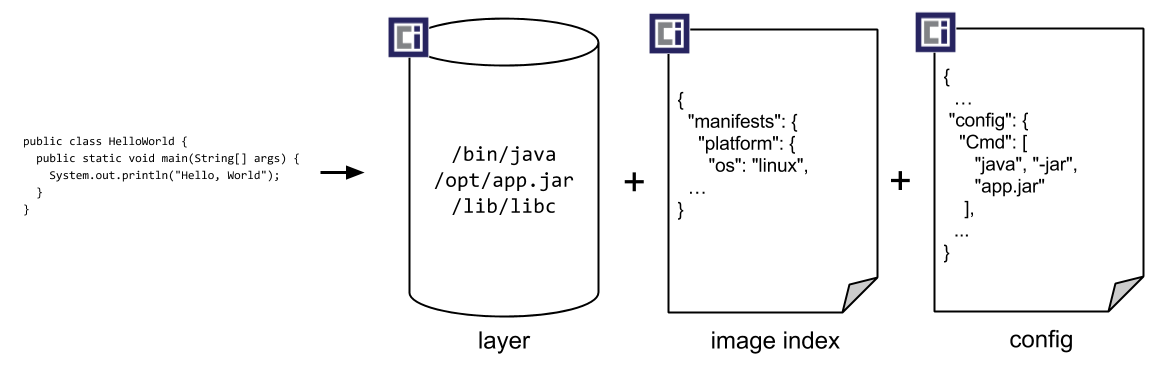 public class HelloWorld {
public static void main(String[] args) {
System.out.println("Hello, World");
}
}
/bin/java
/opt/app.jar
/lib/libc
layer
+
{
"manifests": {
"platform": {
"os": "linux",
...
}
image index
+
{
...
"config": {
"Cmd": [
"java", "-jar",
"app.jar"
],
...
}
config